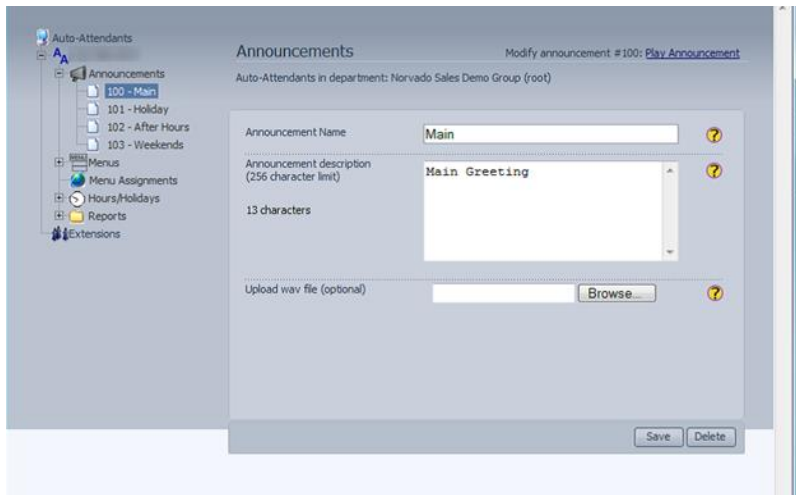 Auto-Attendants
Announcements
100 - Main
101 - Holiday
102 - After Hours
103 - Weekends
Menus
Menu Assignments
Hours/Holidays
Reports
Extensions
Announcements
Modify announcement #100: Play Announcement
Auto-Attendants in department: Norvado Sales Demo Group (root)
Announcement Name
Main
Announcement description
(256 character limit)
13 characters
Main Greeting
Upload wav file (optional)
Browse...
Save
Delete